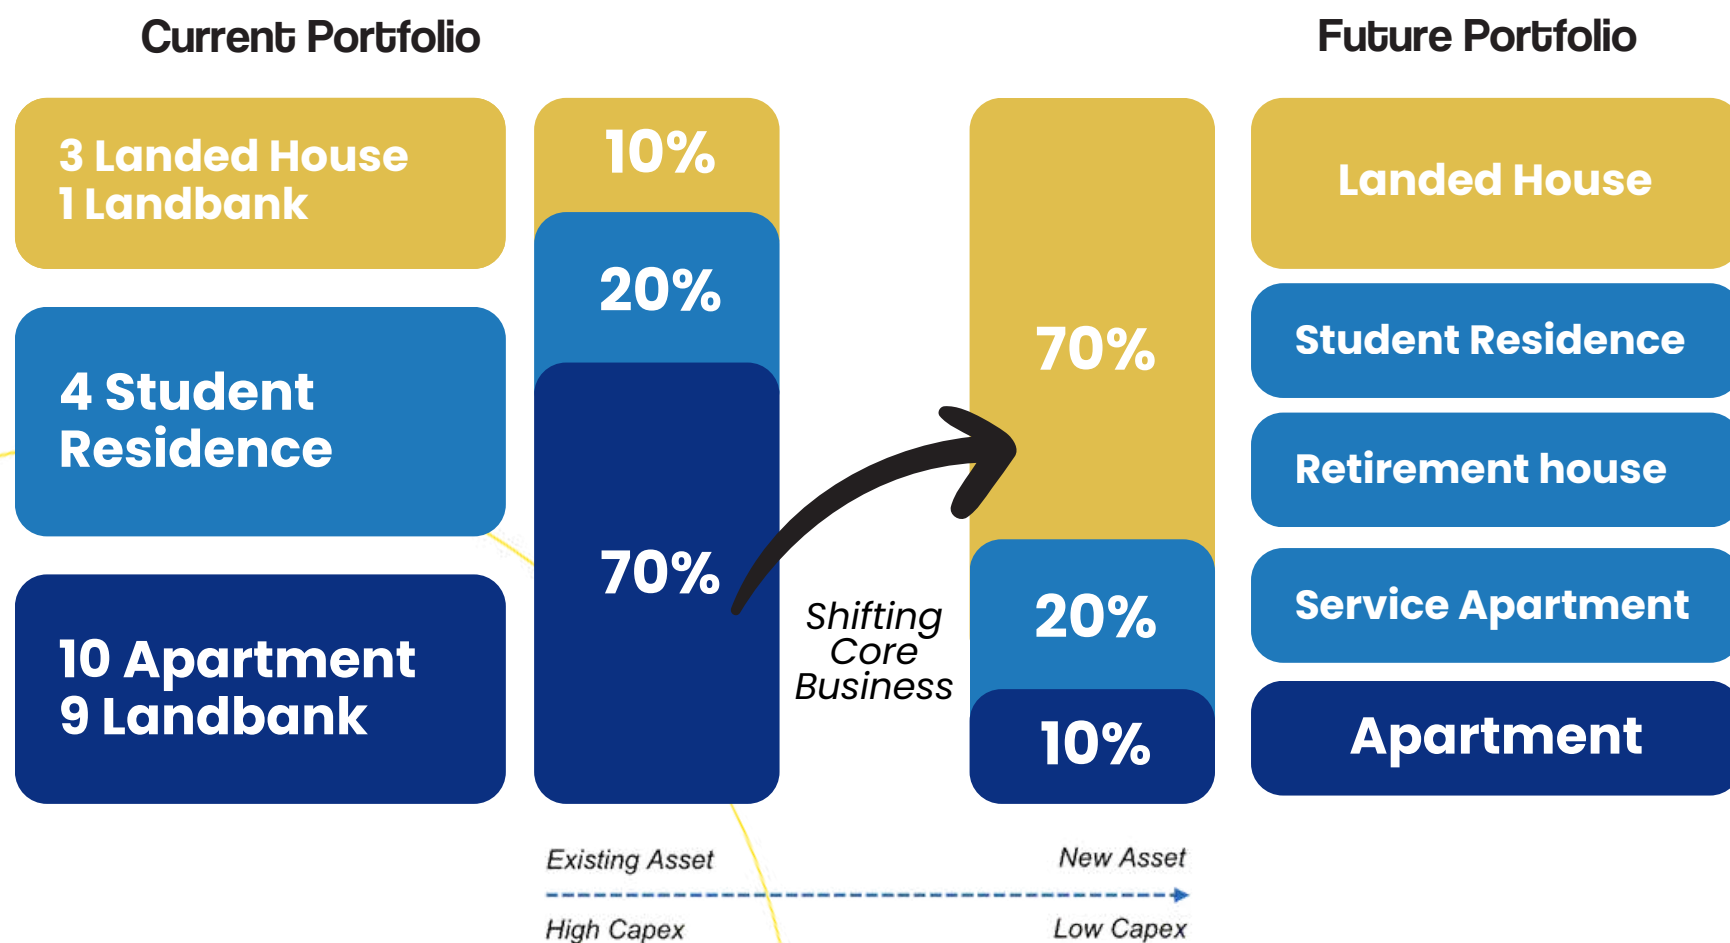 Current Portfolio
Future Portfolio
3 Landed House
1 Landbank
4 Student
Residence
10 Apartment
9 Landbank
10%
20%
70%
Shifting
Core
Business
70%
20%
10%
Landed House
Student Residence
Retirement house
Service Apartment
Apartment
Existing Asset
New Asset
High Capex
Low Capex